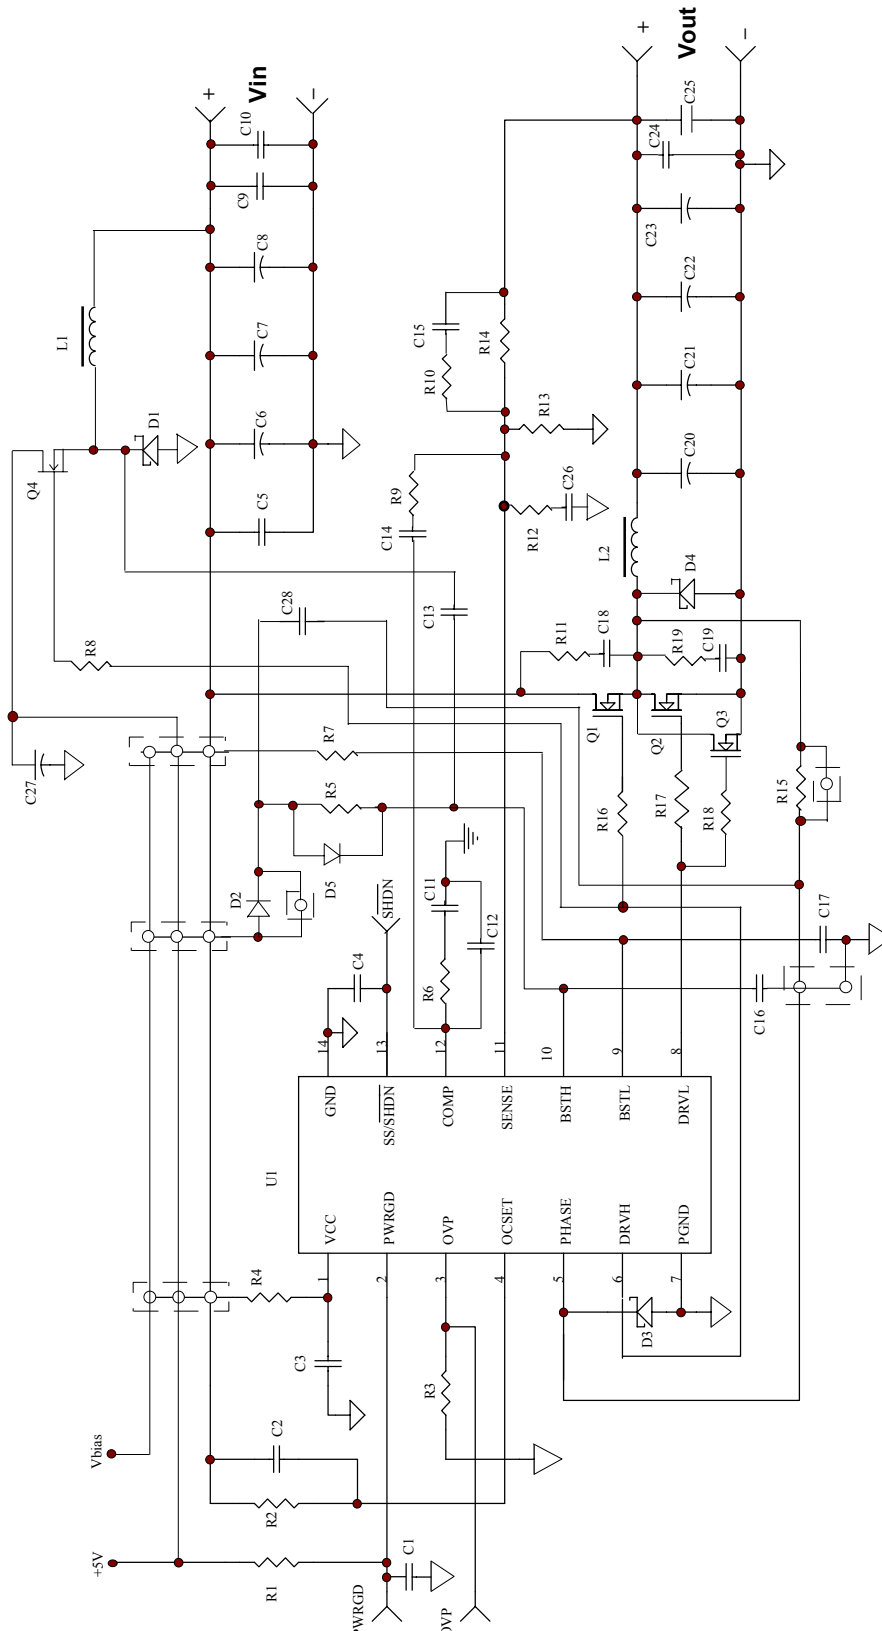 +
Vin
-
C10
C9
C8
C7
C6
C5
L1
D1
Q4
R8
C27
+
Vout
-
C25
C24
C23
C22
C21
C20
C15
R10
R14
R13
R9
C14
R12
C26
L2
D4
C28
C13
R11
C18
R19
C19
Q1
Q2
Q3
R7
R5
D5
D2
R16
R17
R18
R15
SHDN
C4
C11
C12
R6
C17
C16
14
13
12
11
10
9
8
GND
SS/SHDN
COMP
SENSE
BSTH
BSTL
DRVL
U1
VCC
PWRGD
OVP
OCSET
PHASE
DRVH
PGND
1
2
3
4
5
6
7
R4
C3
R3
D3
Vbias
C2
R2
+5V
R1
C1
PWRGD
OVP